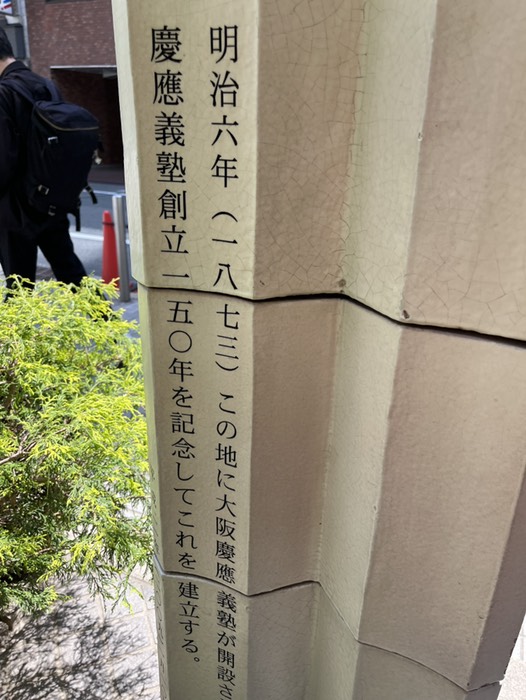 明治六年（一八七三）この地に大阪慶應義塾が開設さ
慶應義塾創立一五〇年を記念してこれを建立する。